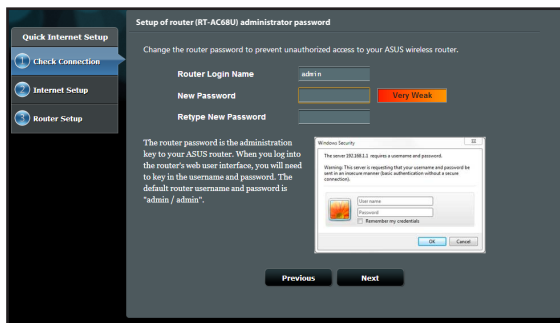 Setup of router (RT-AC68U) administrator password
Quick Internet Setup
1 Check Connection
2 Internet Setup
3 Router Setup
Change the router password to prevent unauthorized access to your ASUS wireless router.
Router Login Name
admin
New Password
Very Weak
Retype New Password
The router password is the administration
key to your ASUS router. When you log into
the router's web user interface, you will need
to key in the username and password. The
default router username and password is
"admin / admin".
Windows Security
The server 192.168.1.1 requires a username and password.
Warning: This server is requesting that your username and password be
sent in an insecure manner (basic authentication without a secure
connection).
User name
Password
Remember my credentials
OK
Cancel
Previous
Next